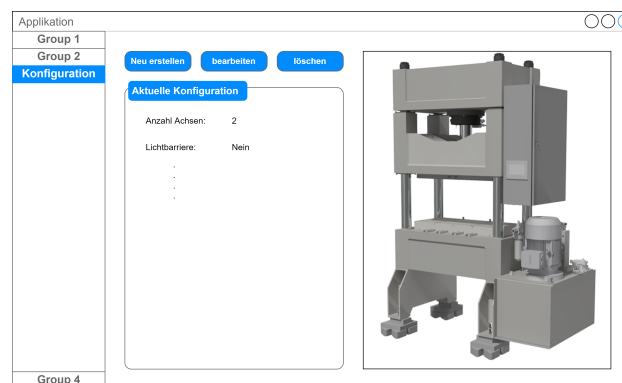 Applikation
Group 1
Group 2
Konfiguration
Neu erstellen bearbeiten löschen
Aktuelle Konfiguration
Anzahl Achsen: 2
Lichtbarriere: Nein
.
.
.
.
Group 4